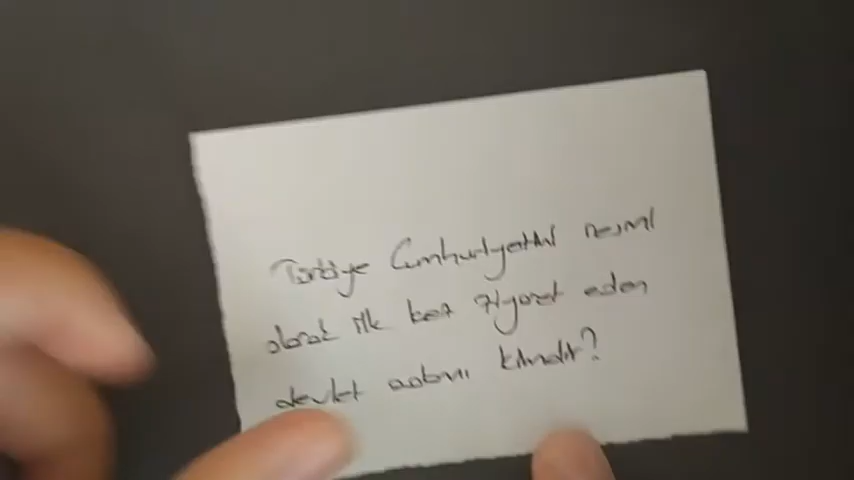 Türkiye Cumhuriyetini resmi
olarak ilk kez ziyaret eden
devlet adamı kimdir?